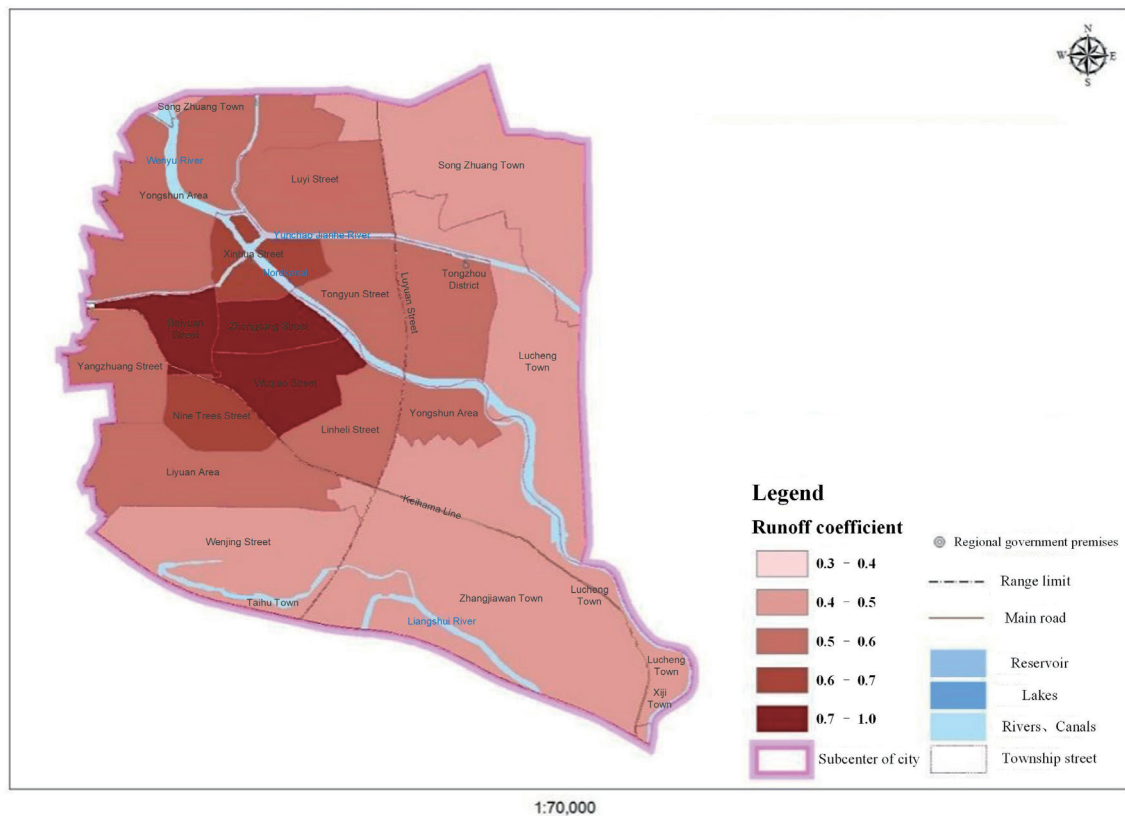 N
W
E
S
Song Zhuang Town
Wenyu River
Song Zhuang Town
Luyi Street
Yongshun Area
Yunchao Jianhe River
Xinhua Street
Tongzhou
District
Luyuan Street
Tongyun Street
Zhongcang Street
Lucheng
Town
Yangzhuang Street
Nine Trees Street
Yongshun Area
Linheli Street
Liyuan Area
Keihama Line
Wenjing Street
Taihu Town
Zhangjiawan Town
Lucheng
Town
Liangshui River
Lucheng
Town
Xiji
Town
Legend
Runoff coefficient
0.3 - 0.4
0.4 - 0.5
0.5 - 0.6
0.6 - 0.7
0.7 - 1.0
Subcenter of city
Regional government premises
Range limit
Main road
Reservoir
Lakes
Rivers、Canals
Township street
1:70,000